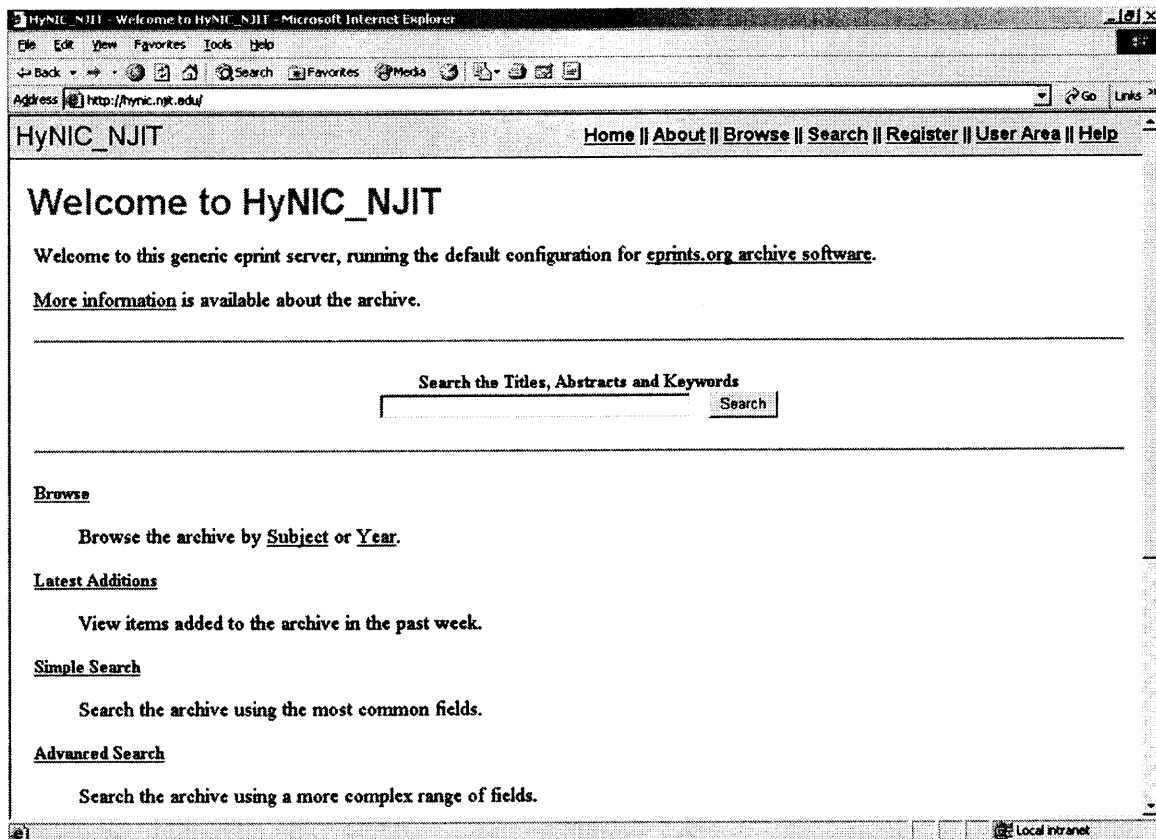 HyNIC_NJIT - Welcome to HyNIC_NJIT - Microsoft Internet Explorer
File Edit View Favorites Tools Help
Back Search Favorites Media
Address http://hynic.njit.edu/ Go Links »
HyNIC_NJIT Home || About || Browse || Search || Register || User Area || Help
Welcome to HyNIC_NJIT
Welcome to this generic eprint server, running the default configuration for eprints.org archive software.
More information is available about the archive.
Search the Titles, Abstracts and Keywords
Search
Browse
Browse the archive by Subject or Year.
Latest Additions
View items added to the archive in the past week.
Simple Search
Search the archive using the most common fields.
Advanced Search
Search the archive using a more complex range of fields.
Local intranet